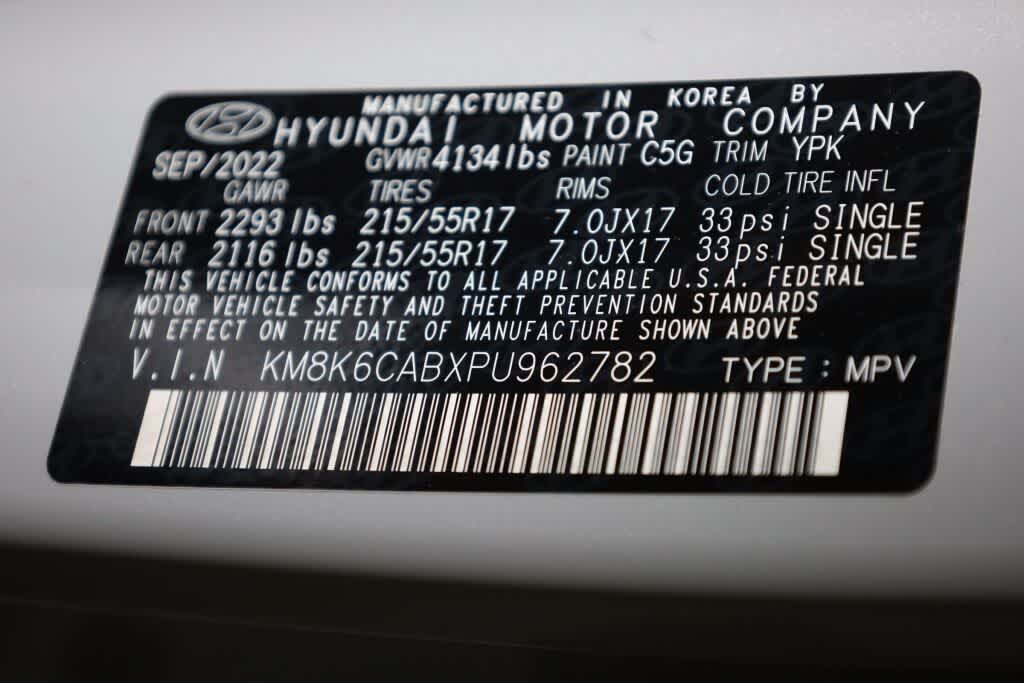 MANUFACTURED IN KOREA BY
HYUNDAI MOTOR COMPANY
SEP/2022 GVWR 4134lbs PAINT C5G TRIM YPK
GAWR TIRES RIMS COLD TIRE INFL
FRONT 2293 lbs 215/55R17 7.0JX17 33psi SINGLE
REAR 2116 lbs 215/55R17 7.0JX17 33psi SINGLE
THIS VEHICLE CONFORMS TO ALL APPLICABLE U.S.A. FEDERAL
MOTOR VEHICLE SAFETY AND THEFT PREVENTION STANDARDS
IN EFFECT ON THE DATE OF MANUFACTURE SHOWN ABOVE
V.I.N KM8K6CABXPU962782 TYPE : MPV